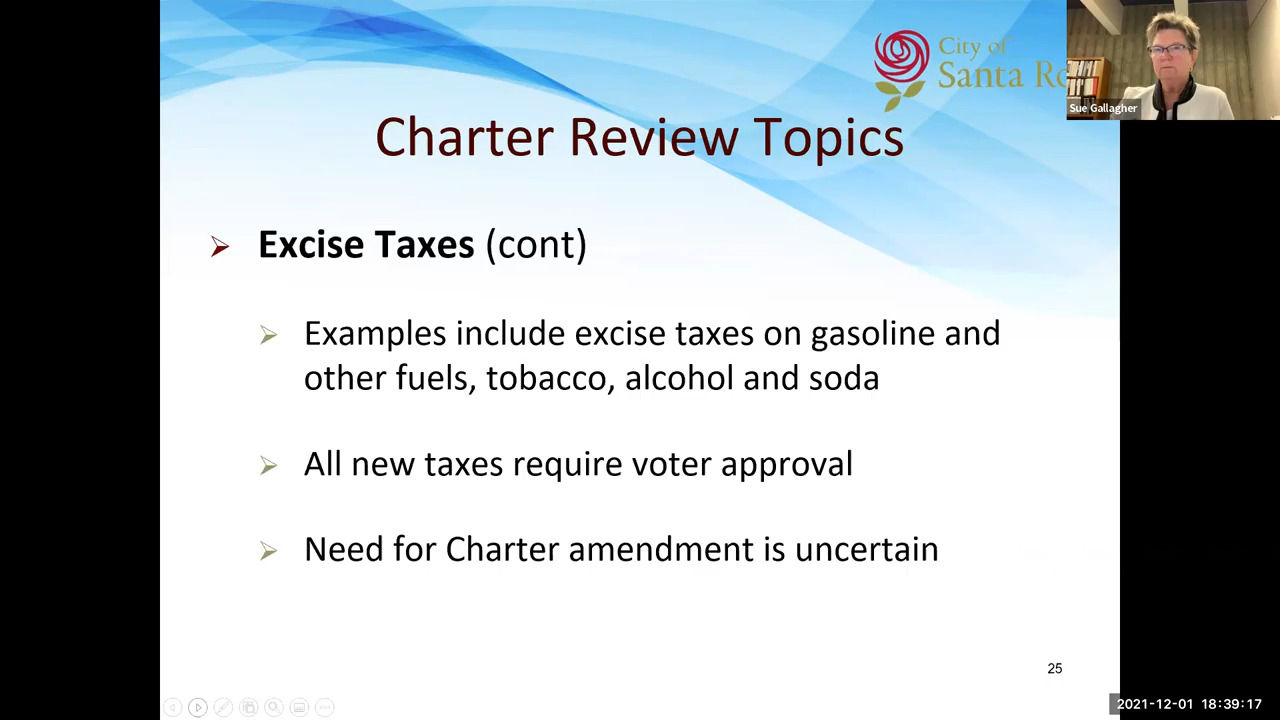 City of
Santa Ro
Sue Gallagher
Charter Review Topics
Excise Taxes (cont)
Examples include excise taxes on gasoline and
other fuels, tobacco, alcohol and soda
All new taxes require voter approval
Need for Charter amendment is uncertain
25
2021-12-01 18:39:17